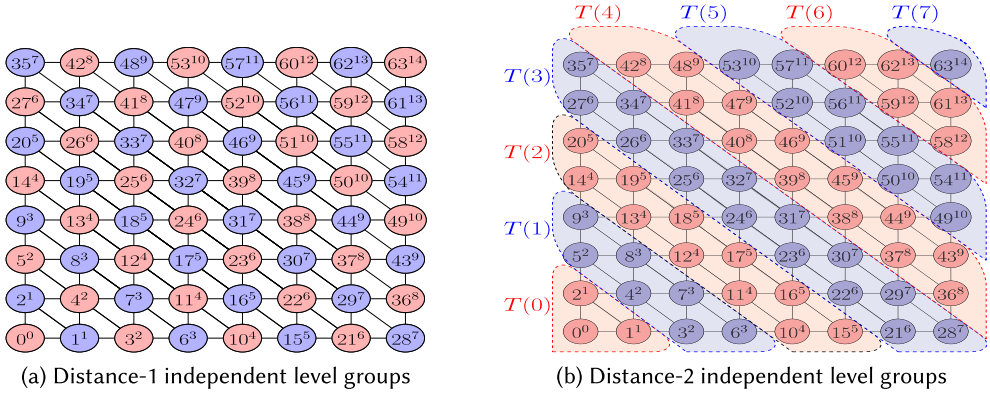 T(4) T(5) T(6) T(7)
35⁷ 42⁸ 48⁹ 53¹⁰ 57¹¹ 60¹² 62¹³ 63¹⁴
27⁶ 34⁷ 41⁸ 47⁹ 52¹⁰ 56¹¹ 59¹² 61¹³
20⁵ 26⁶ 33⁷ 40⁸ 46⁹ 51¹⁰ 55¹¹ 58¹²
14⁴ 19⁵ 25⁶ 32⁷ 39⁸ 45⁹ 50¹⁰ 54¹¹
9³ 13⁴ 18⁵ 24⁶ 31⁷ 38⁸ 44⁹ 49¹⁰
5² 8³ 12⁴ 17⁵ 23⁶ 30⁷ 37⁸ 43⁹
2¹ 4² 7³ 11⁴ 16⁵ 22⁶ 29⁷ 36⁸
0⁰ 1¹ 3² 6³ 10⁴ 15⁵ 21⁶ 28⁷
(a) Distance-1 independent level groups
T(3)
T(2)
T(1)
T(0)
35⁷ 42⁸ 48⁹ 53¹⁰ 57¹¹ 60¹² 62¹³ 63¹⁴
27⁶ 34⁷ 41⁸ 47⁹ 52¹⁰ 56¹¹ 59¹² 61¹³
20⁵ 26⁶ 33⁷ 40⁸ 46⁹ 51¹⁰ 55¹¹ 58¹²
14⁴ 19⁵ 25⁶ 32⁷ 39⁸ 45⁹ 50¹⁰ 54¹¹
9³ 13⁴ 18⁵ 24⁶ 31⁷ 38⁸ 44⁹ 49¹⁰
5² 8³ 12⁴ 17⁵ 23⁶ 30⁷ 37⁸ 43⁹
2¹ 4² 7³ 11⁴ 16⁵ 22⁶ 29⁷ 36⁸
0⁰ 1¹ 3² 6³ 10⁴ 15⁵ 21⁶ 28⁷
(b) Distance-2 independent level groups